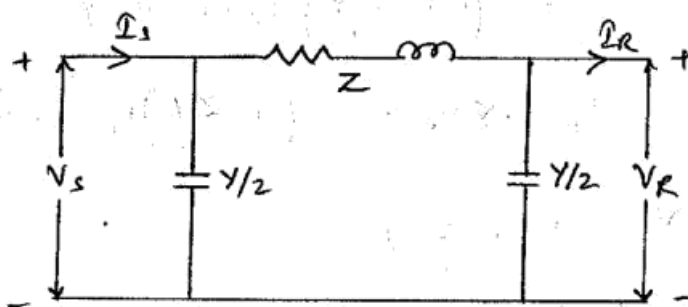 I_s I_R
+ +
Z
V_s Y/2 Y/2 V_R
- -